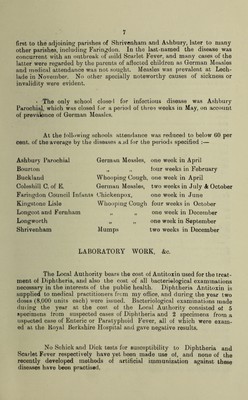 7
first to the adjoining parishes of Shrivenham and Ashbury, later to many
other parishes, including Faringdon. In the last-named the disease was
concurrent with an outbreak of mild Scarlet Fever, and many cases of the
latter were regarded by the parents of affected children as German Measles
and medical attendance was not sought. Measles was prevalent at Lech-
lade in November. No other specially noteworthy causes of sickness or
invalidity were evident.
The only school closed for infectious disease was Ashbury
Parochial, which was closed for a period of three weeks in May, on account
of prevalence of German Measles.
At the following schools attendance was reduced to below 60 per
cent. of the average by the diseases and for the periods specified :—
Ashbury Parochial German Measles, one week in April
Bourton „ „ four weeks in February
Buckland Whooping Cough, one week in April
Coleshill C. of E. German Measles, two weeks in July & October
Faringdon Council Infants Chickenpox, one week in June
Kingstone Lisle Whooping Cough four weeks in October
Longcot and Fernham „ „ one week in December
Longworth „ „ one week in September
Shrivenham Mumps two weeks in December
LABORATORY WORK, &c.
The Local Authority bears the cost of Antitoxin used for the treat-
ment of Diphtheria, and also the cost of all bacteriological examinations
necessary in the interests of the public health. Diphtheria Antitoxin is
supplied to medical practitioners from my office, and during the year two
doses (8,000 units each) were issued. Bacteriological examinations made
during the year at the cost of the Local Authority consisted of 5
specimens from suspected cases of Diphtheria and 2 specimens from a
suspected case of Enteric or Paratyphoid Fever, all of which were exam-
ed at the Royal Berkshire Hospital and gave negative results.
No Schick and Dick tests for susceptibility to Diphtheria and
Scarlet Fever respectively have yet been made use of, and none of the
recently developed methods of artificial immunization against these
diseases have been practised.